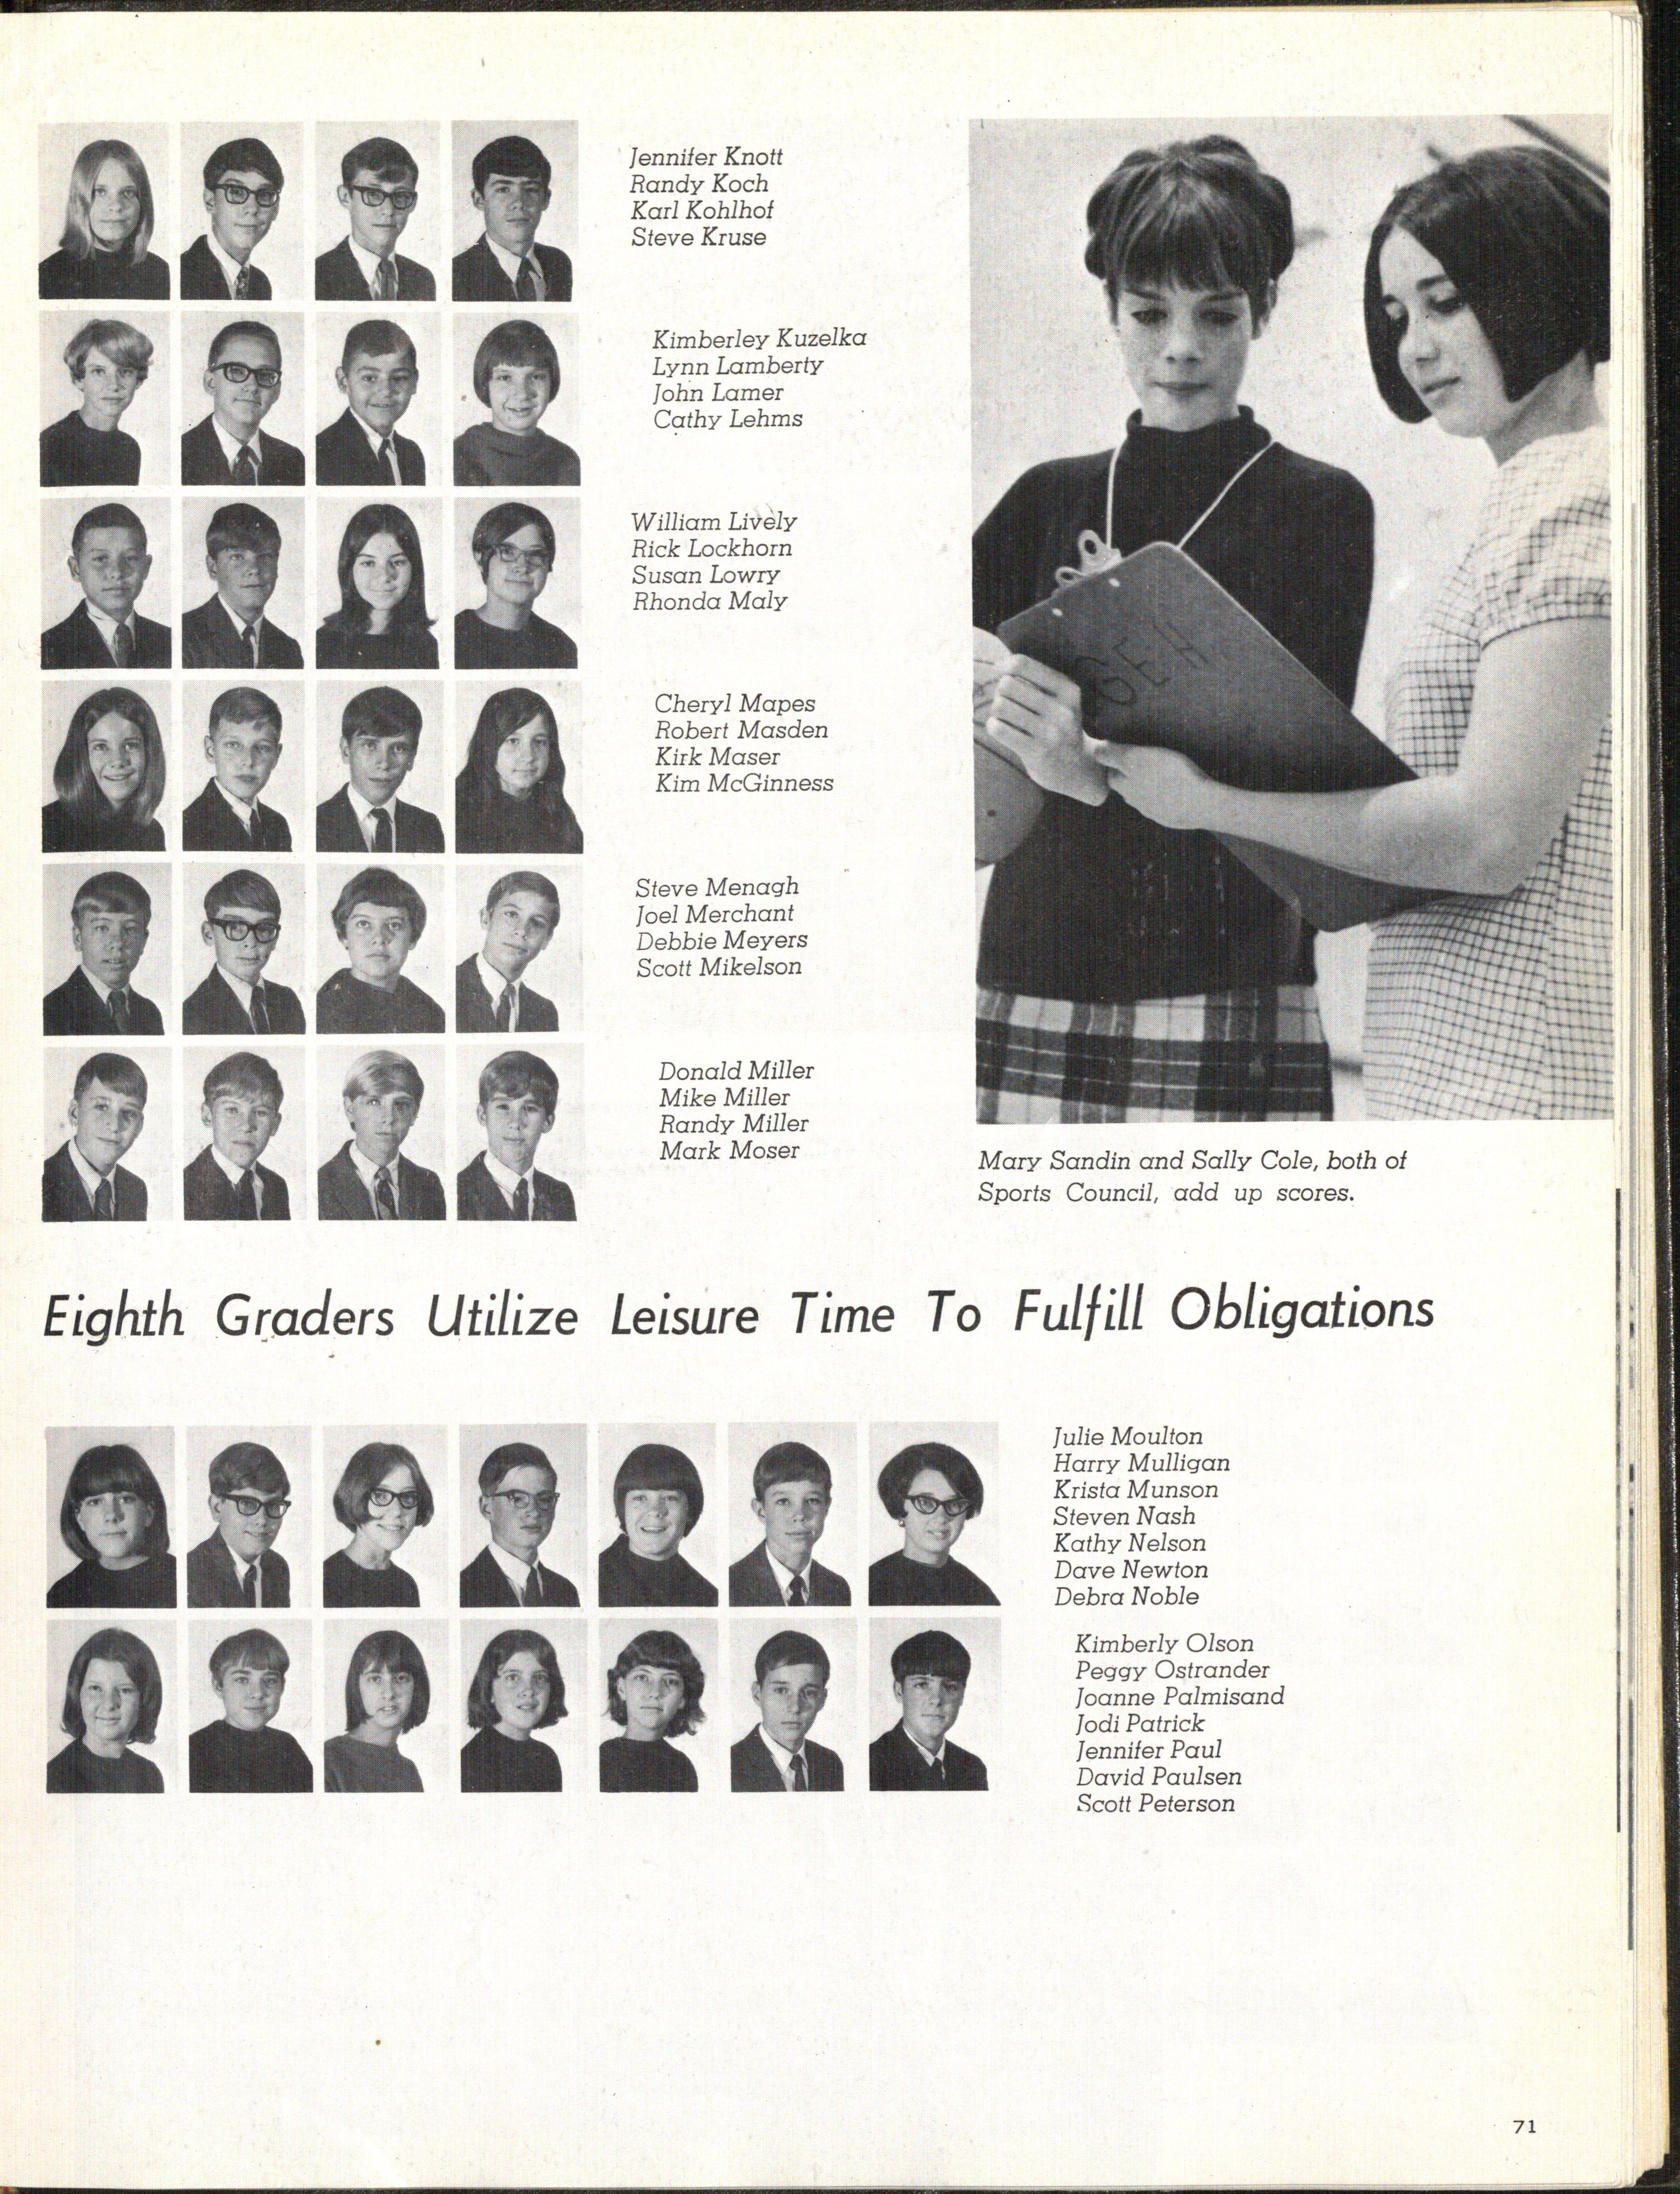 Jennifer Knott
Randy Koch
Karl Kohlhof
Steve Kruse
Kimberley Kuzelka
Lynn Lamberty
John Lamer
Cathy Lehms
William Lively
Rick Lockhorn
Susan Lowry
Rhonda Maly
Cheryl Mapes
Robert Masden
Kirk Maser
Kim McGinness
Steve Menagh
Joel Merchant
Debbie Meyers
Scott Mikelson
Donald Miller
Mike Miller
Randy Miller
Mark Moser
Mary Sandin and Sally Cole, both of
Sports Council, add up scores.
Eighth Graders Utilize Leisure Time To Fulfill Obligations
Julie Moulton
Harry Mulligan
Krista Munson
Steven Nash
Kathy Nelson
Dave Newton
Debra Noble
Kimberly Olson
Peggy Ostrander
Joanne Palmisand
Jodi Patrick
Jennifer Paul
David Paulsen
Scott Peterson
71